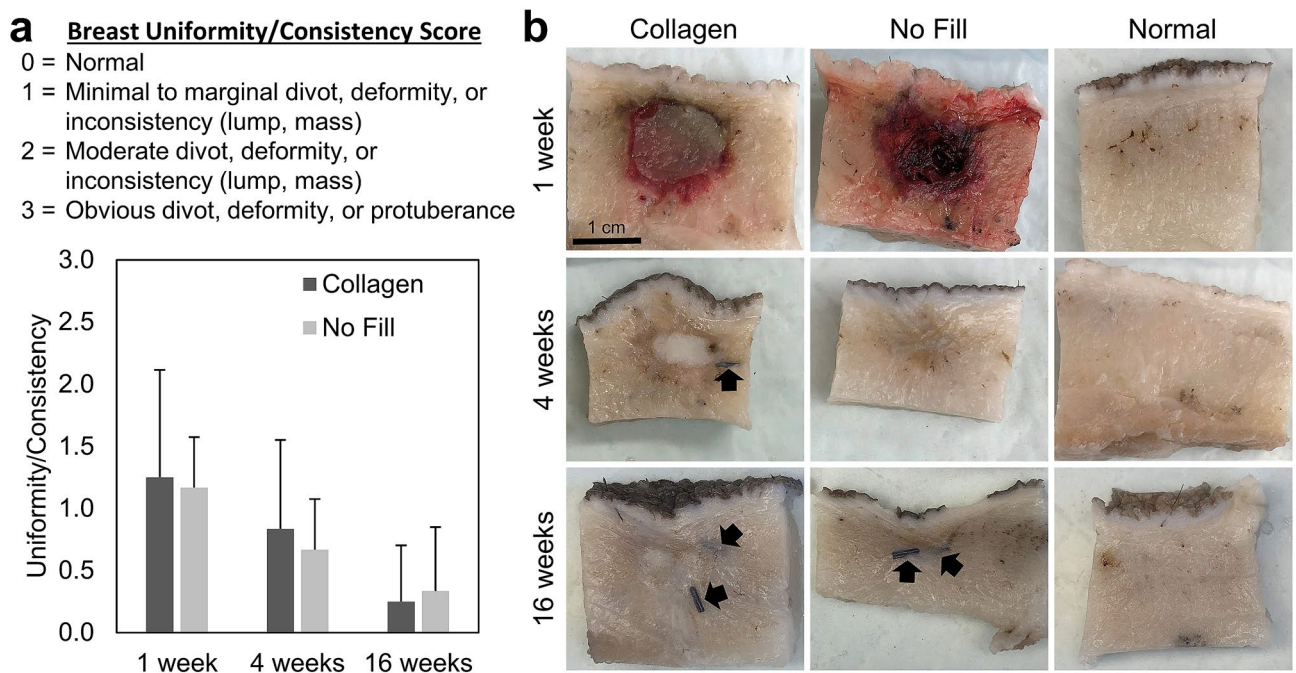 a
Breast Uniformity/Consistency Score
0 = Normal
1 = Minimal to marginal divot, deformity, or
inconsistency (lump, mass)
2 = Moderate divot, deformity, or
inconsistency (lump, mass)
3 = Obvious divot, deformity, or protuberance
Uniformity/Consistency
3.0
2.5
2.0
1.5
1.0
0.5
0.0
Collagen
No Fill
1 week
4 weeks
16 weeks
b
Collagen
No Fill
Normal
1 week
1 cm
4 weeks
16 weeks